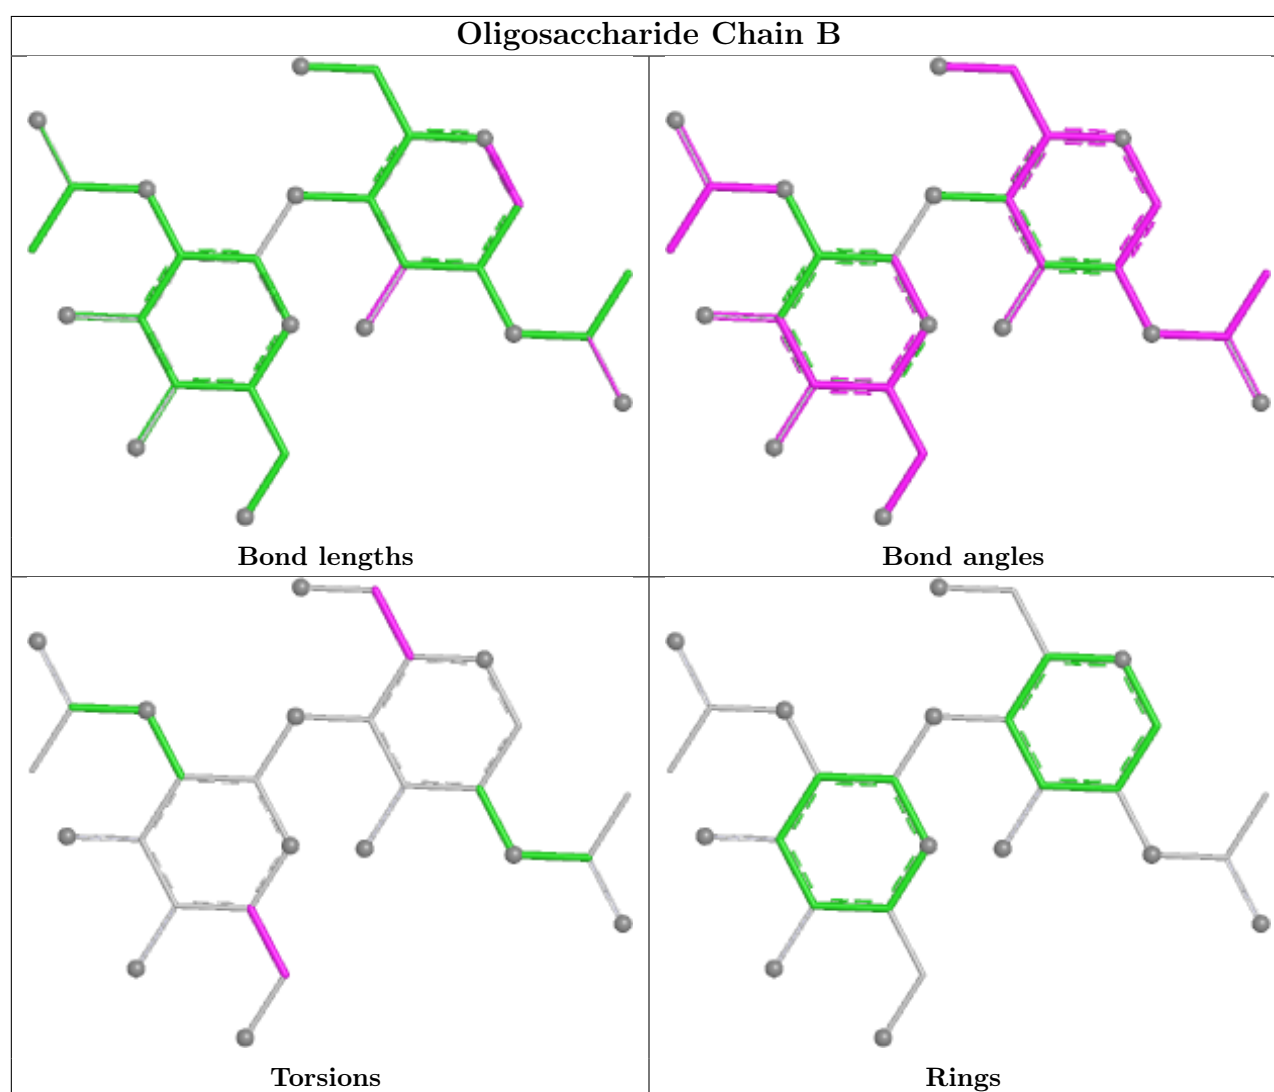 Oligosaccharide Chain B
Bond lengths
Bond angles
Torsions
Rings